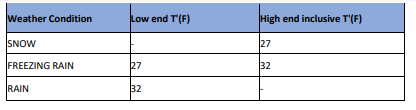 Weather Condition Low end T'(F) High end inclusive T'(F)
SNOW - 27
FREEZING RAIN 27 32
RAIN 32 -